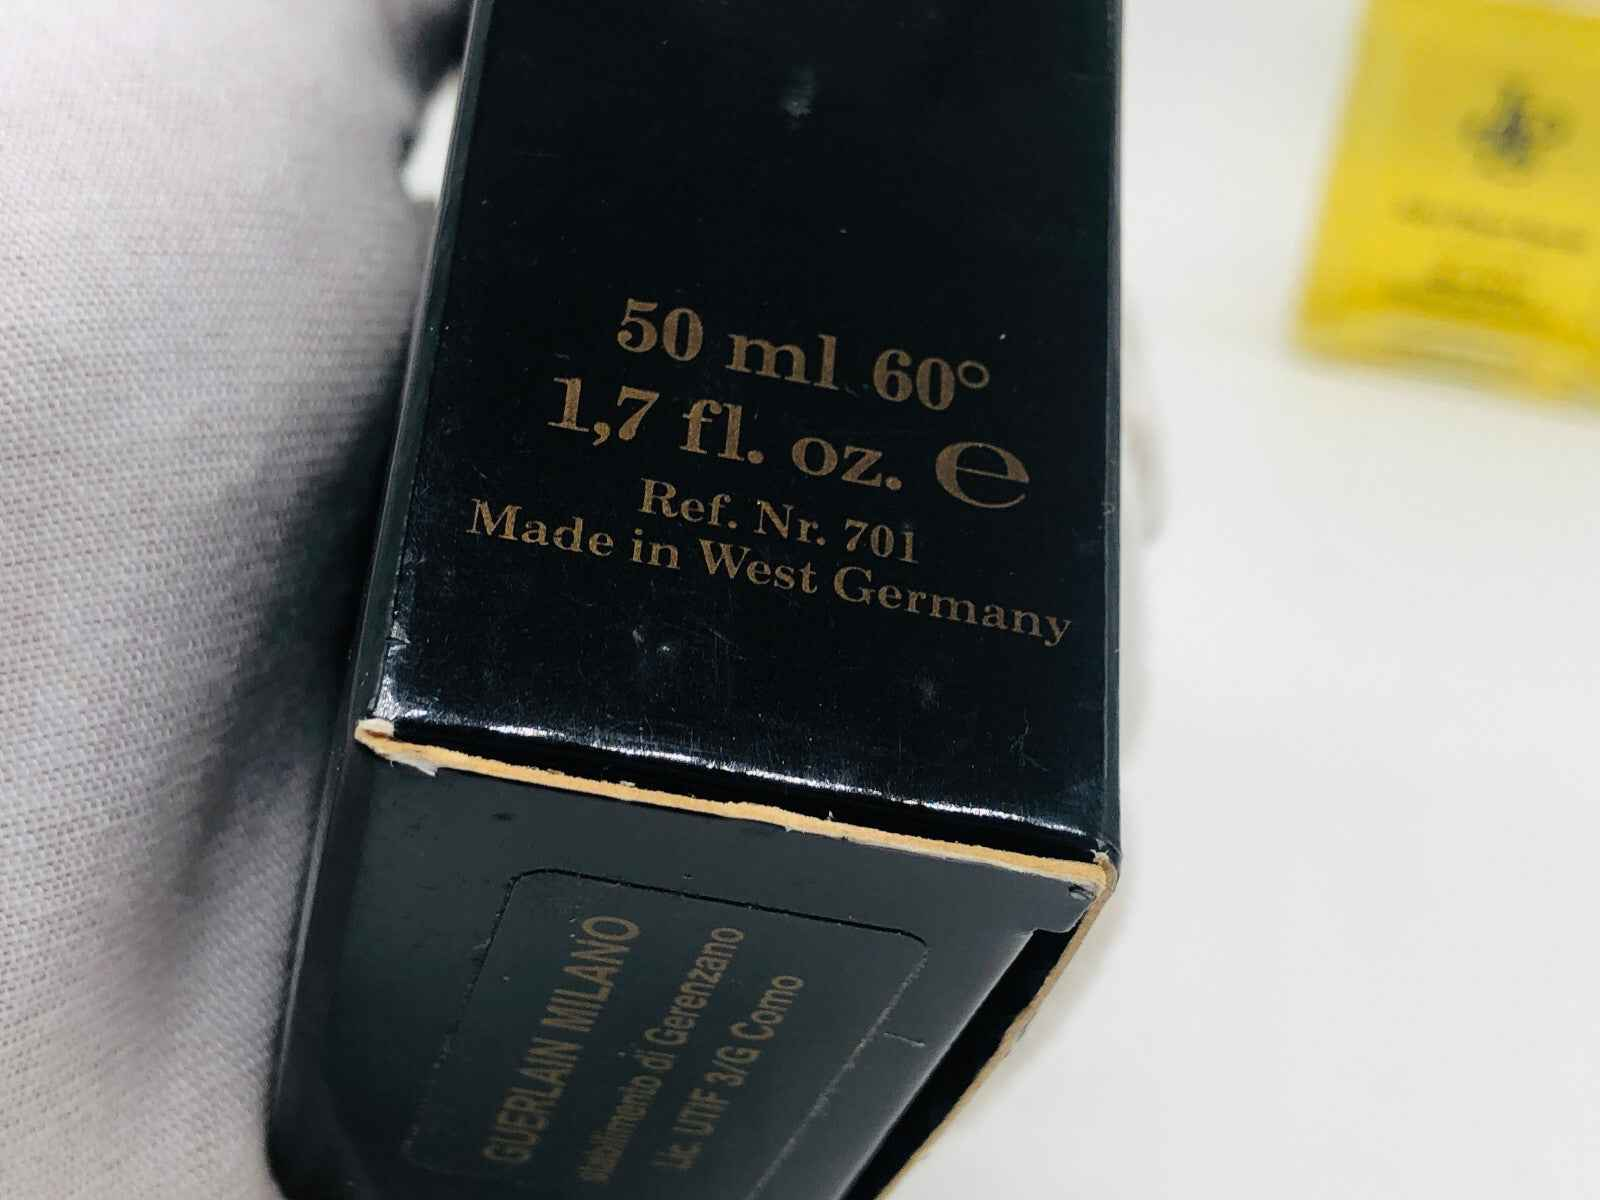 50 ml 60°
1,7 fl. oz. ℮
Ref. Nr. 701
Made in West Germany
GUERLAIN MILANO
stabilimento di Gerenzano
Lic. UTIF 3/G Como